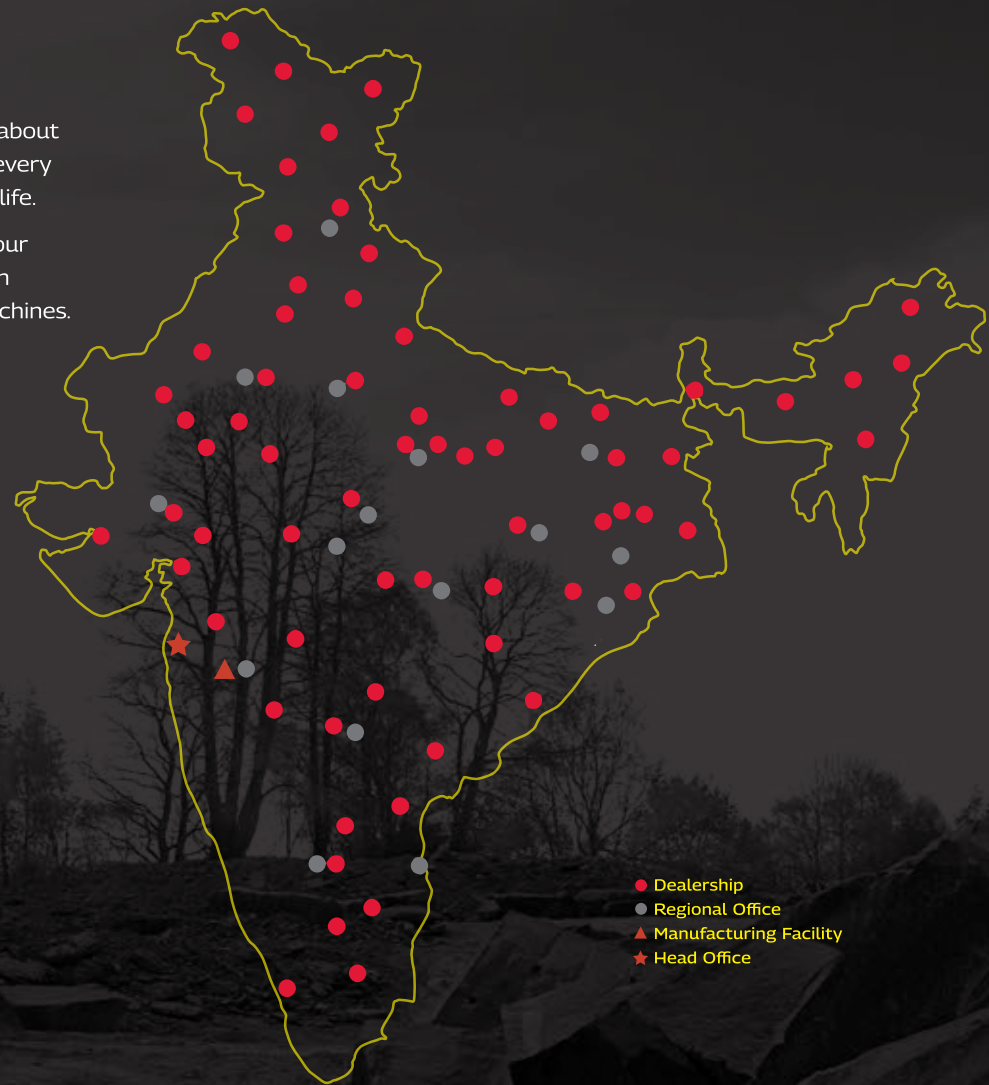 about
every
life.
our
n
chines.
Dealership
Regional Office
Manufacturing Facility
Head Office